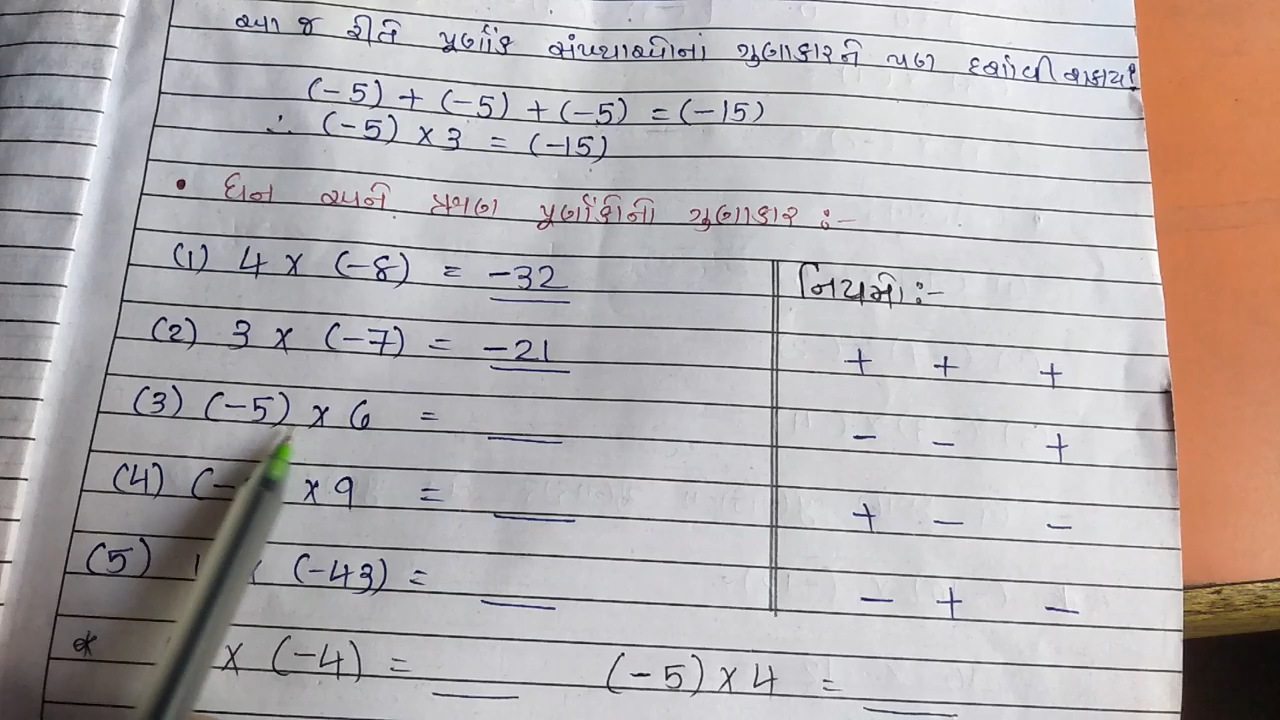 આ જ રીતે પૂર્ણાંક સંખ્યાઓના ગુણાકારને પણ દર્શાવી શકાય.
(-5) + (-5) + (-5) = (-15)
∴ (-5) × 3 = (-15)
• ધન અને ઋણ પૂર્ણાંકોનો ગુણાકાર :-
(1) 4 × (-8) = -32
નિયમો :-
(2) 3 × (-7) = -21
+ + +
(3) (-5) × 6 =
- - +
(4) (- × 9 =
+ - -
(5) (-43) =
- + -
* × (-4) = (-5) × 4 =